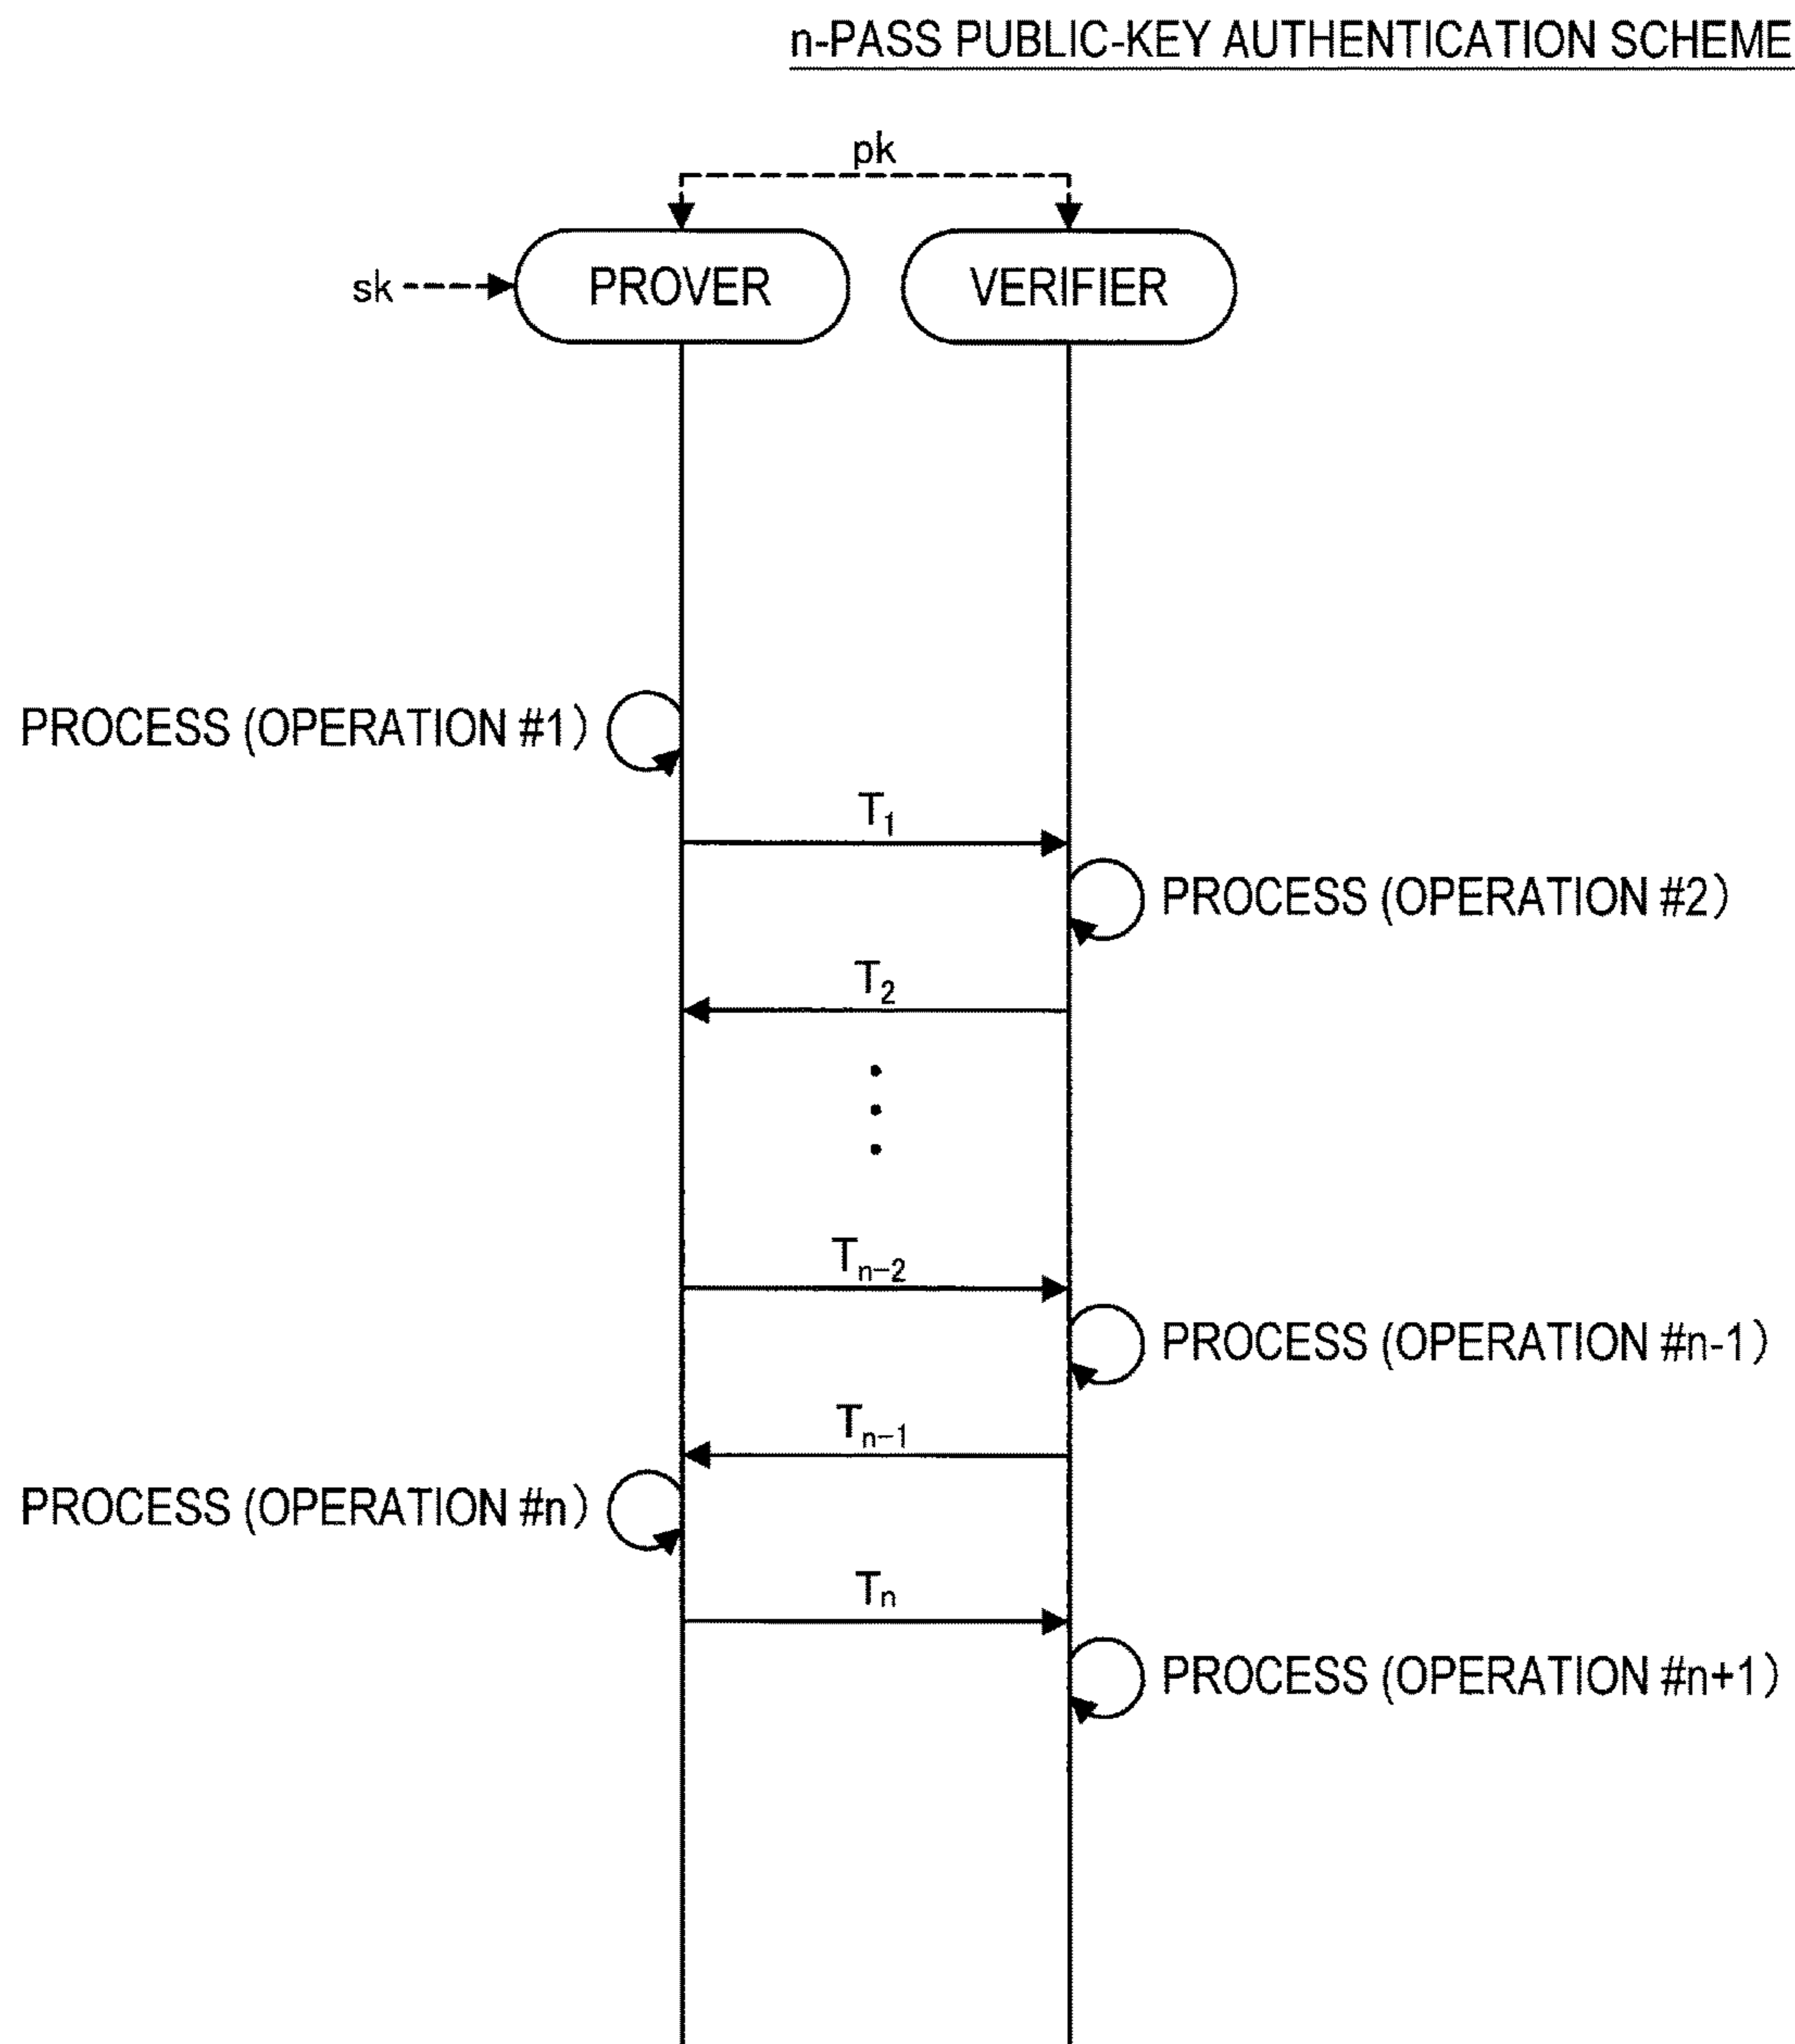 n-PASS PUBLIC-KEY AUTHENTICATION SCHEME
pk
sk
PROVER
VERIFIER
PROCESS (OPERATION #1)
T1
PROCESS (OPERATION #2)
T2
Tn-2
PROCESS (OPERATION #n-1)
Tn-1
PROCESS (OPERATION #n)
Tn
PROCESS (OPERATION #n+1)